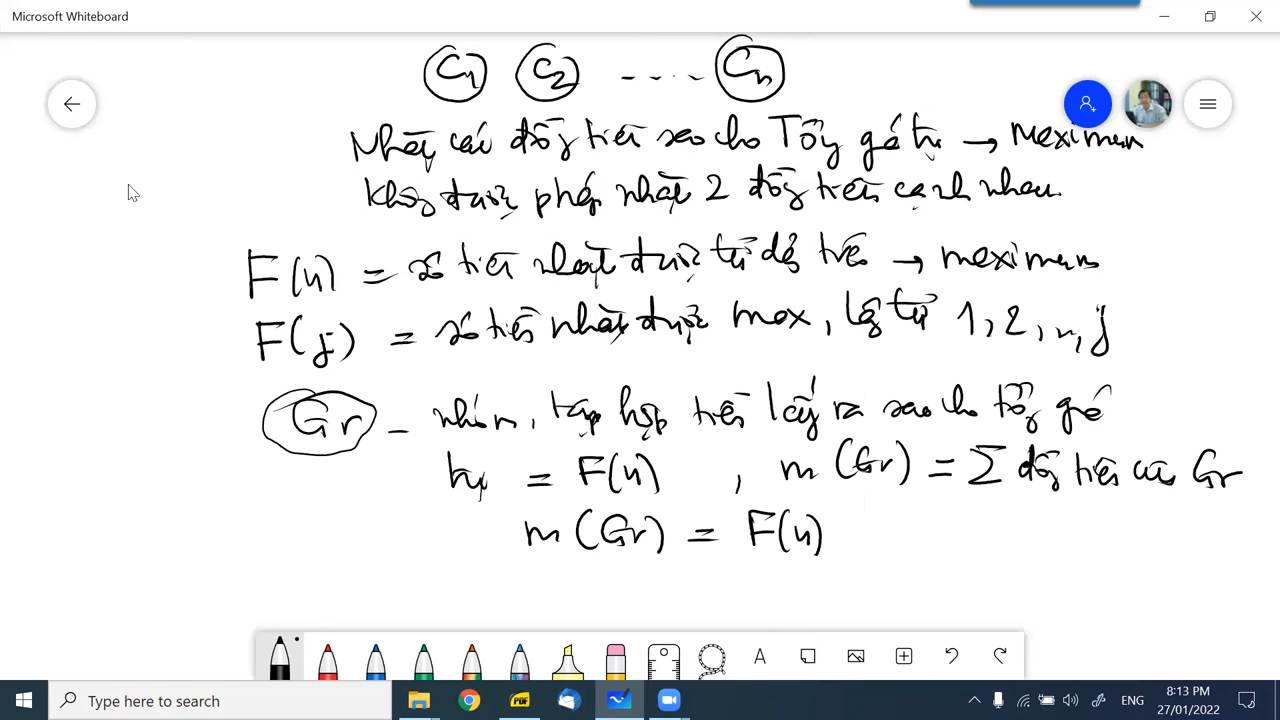 Microsoft Whiteboard
C1 C2 ..... Cn
Nhặt các đồng tiền sao cho Tổng giá trị → maximum
không được phép nhặt 2 đồng tiền cạnh nhau
F(n) = số tiền nhặt được từ dãy trên → maximum
F(j) = số tiền nhặt được max, lấy từ 1, 2, .., j
Gr - nhóm, tập hợp tiền lấy ra sao cho tổng giá
trị = F(n) , m(Gr) = Σ đồng tiền của Gr
m(Gr) = F(n)
A
Type here to search
PDF
ENG
8:13 PM
27/01/2022